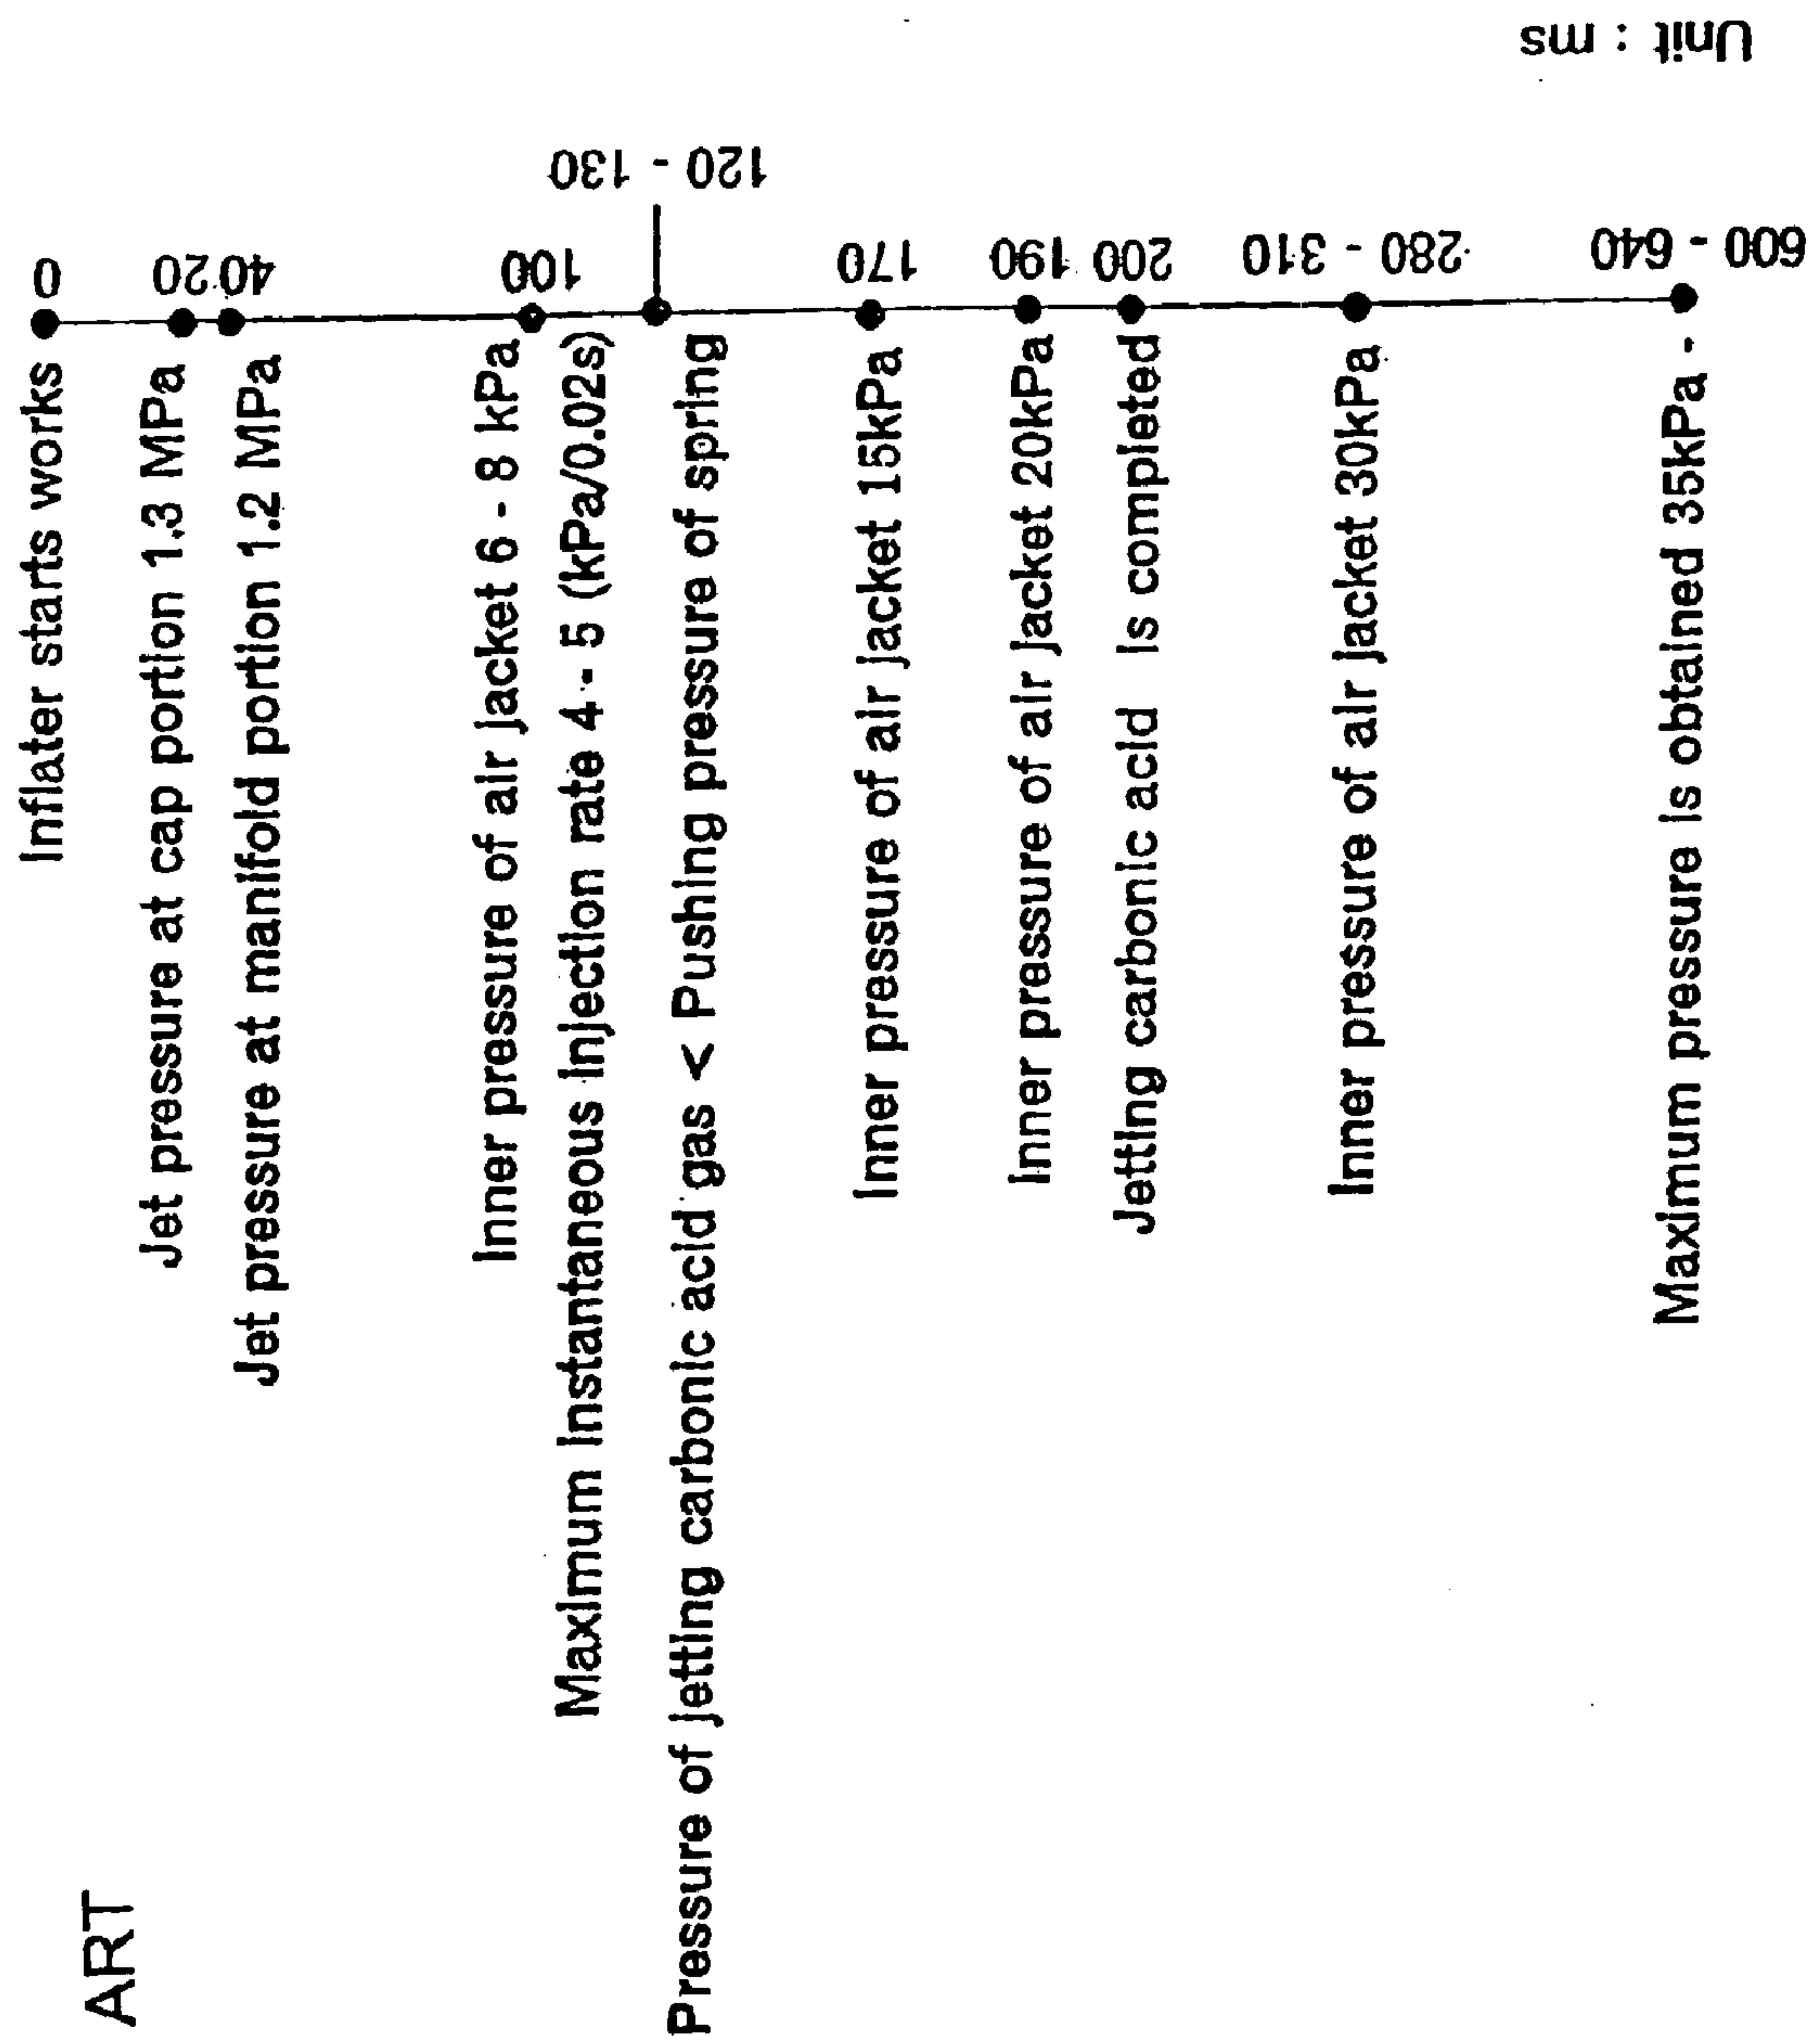 ART
Unit : ms
Inflater starts works
0
Jet pressure at cap portion 1.3 MPa
20
Jet pressure at manifold portion 1.2 MPa
40
Inner pressure of air jacket 6 - 8 kPa
100
Maximum instantaneous injection rate 4 - 5 (kPa/0.02s)
Pressure of jetting carbonic acid gas < Pushing pressure of spring
120 - 130
Inner pressure of air jacket 15kPa
170
Inner pressure of air jacket 20kPa
190
Jetting carbonic acid is completed
200
Inner pressure of air jacket 30kPa
280 - 310
Maximum pressure is obtained 35kPa -
600 - 640